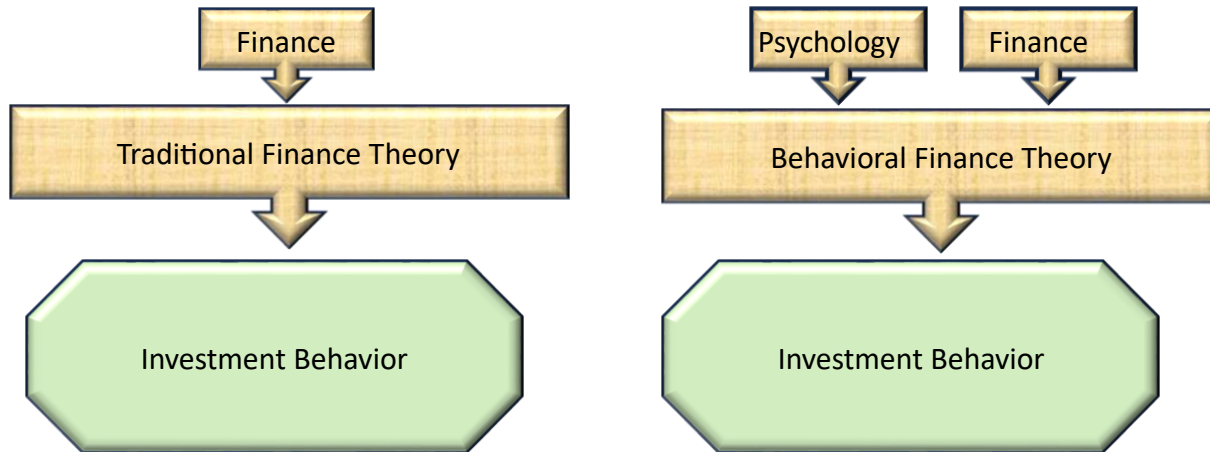 Finance
Traditional Finance Theory
Investment Behavior
Psychology
Finance
Behavioral Finance Theory
Investment Behavior